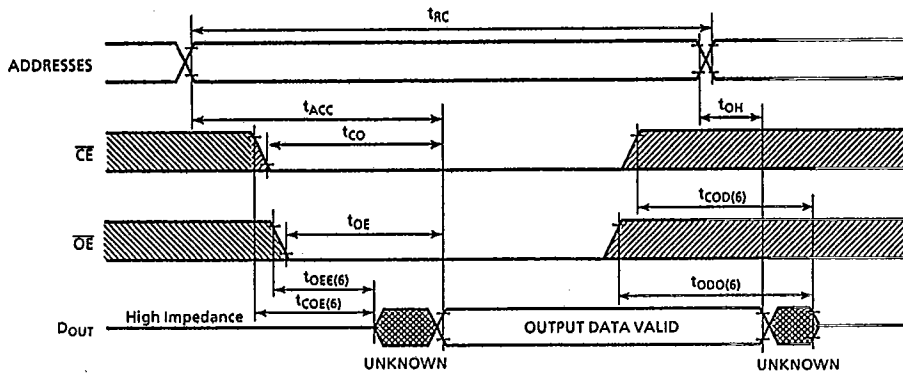 tRC
ADDRESSES
tACC
tOH
tCO
CE
tCOD(6)
tOE
OE
tOEE(6)
tODO(6)
tCOE(6)
DOUT High Impedance OUTPUT DATA VALID
UNKNOWN UNKNOWN